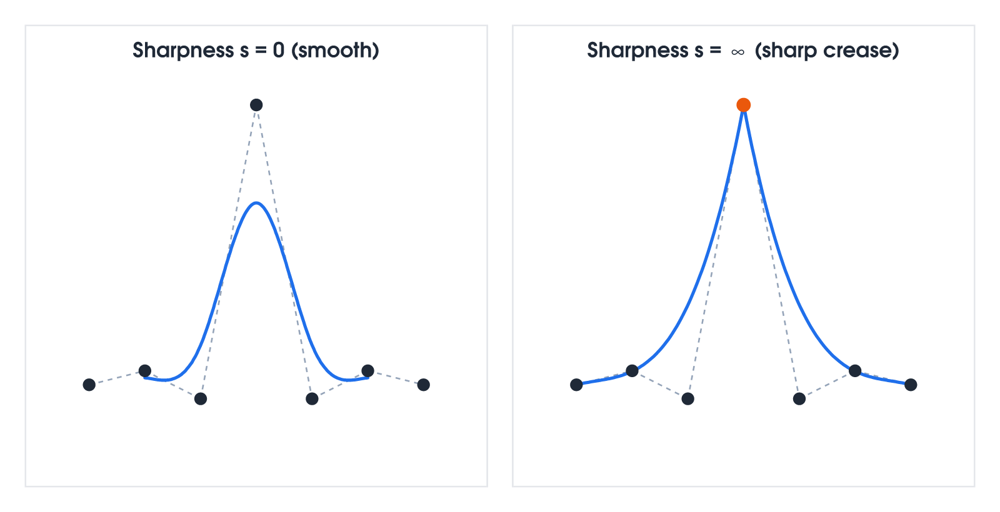 Sharpness s = 0 (smooth)
Sharpness s = ∞ (sharp crease)